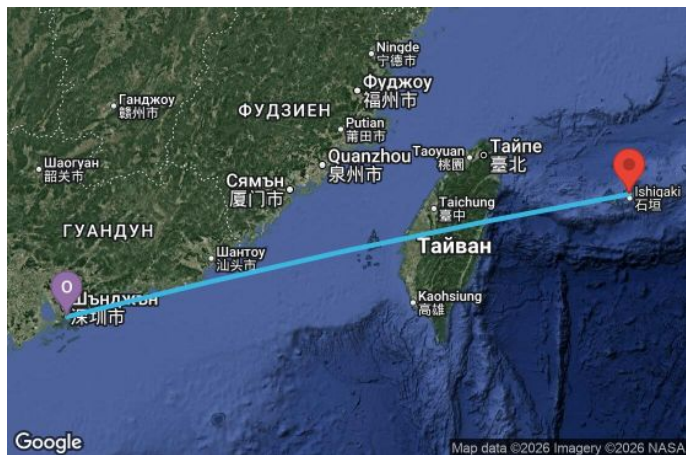 Ningde
宁德市
Фуджоу
福州市
Ганджоу
赣州市
ФУДЗИЕН
Putian
莆田市
Шаогуан
韶关市
Quanzhou
泉州市
Taoyuan
桃園
Тайпе
臺北
Сямън
厦门市
Ishigaki
石垣
Taichung
臺中
ГУАНДУН
Шантоу
汕头市
Тайван
O
Шънджън
深圳市
Kaohsiung
高雄
Google
Map data ©2026 Imagery ©2026 NASA